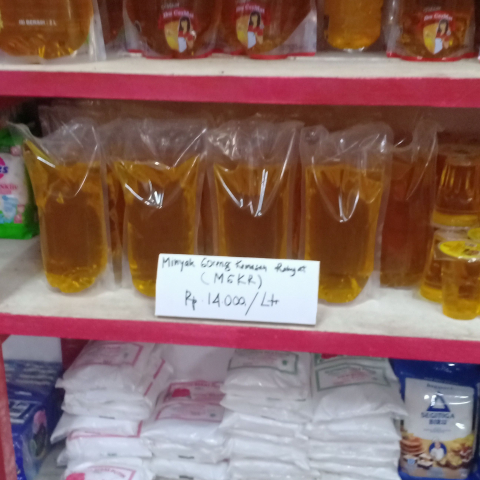 Minyak Goreng Kemasan Rakyat
(MGKR)
Rp. 14.000/Ltr
SEGITIGA
BIRU